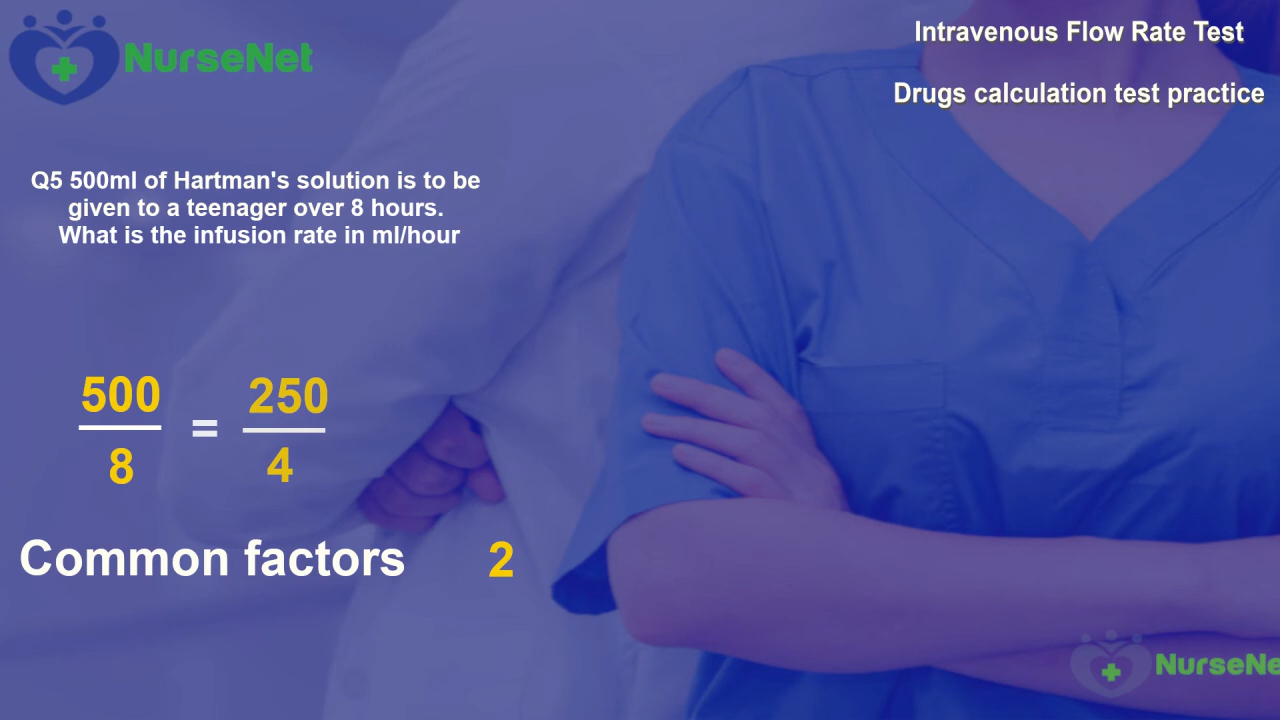 NurseNet
Intravenous Flow Rate Test
Drugs calculation test practice
Q5 500ml of Hartman's solution is to be
given to a teenager over 8 hours.
What is the infusion rate in ml/hour
500 = 250
8 4
Common factors 2
NurseNe